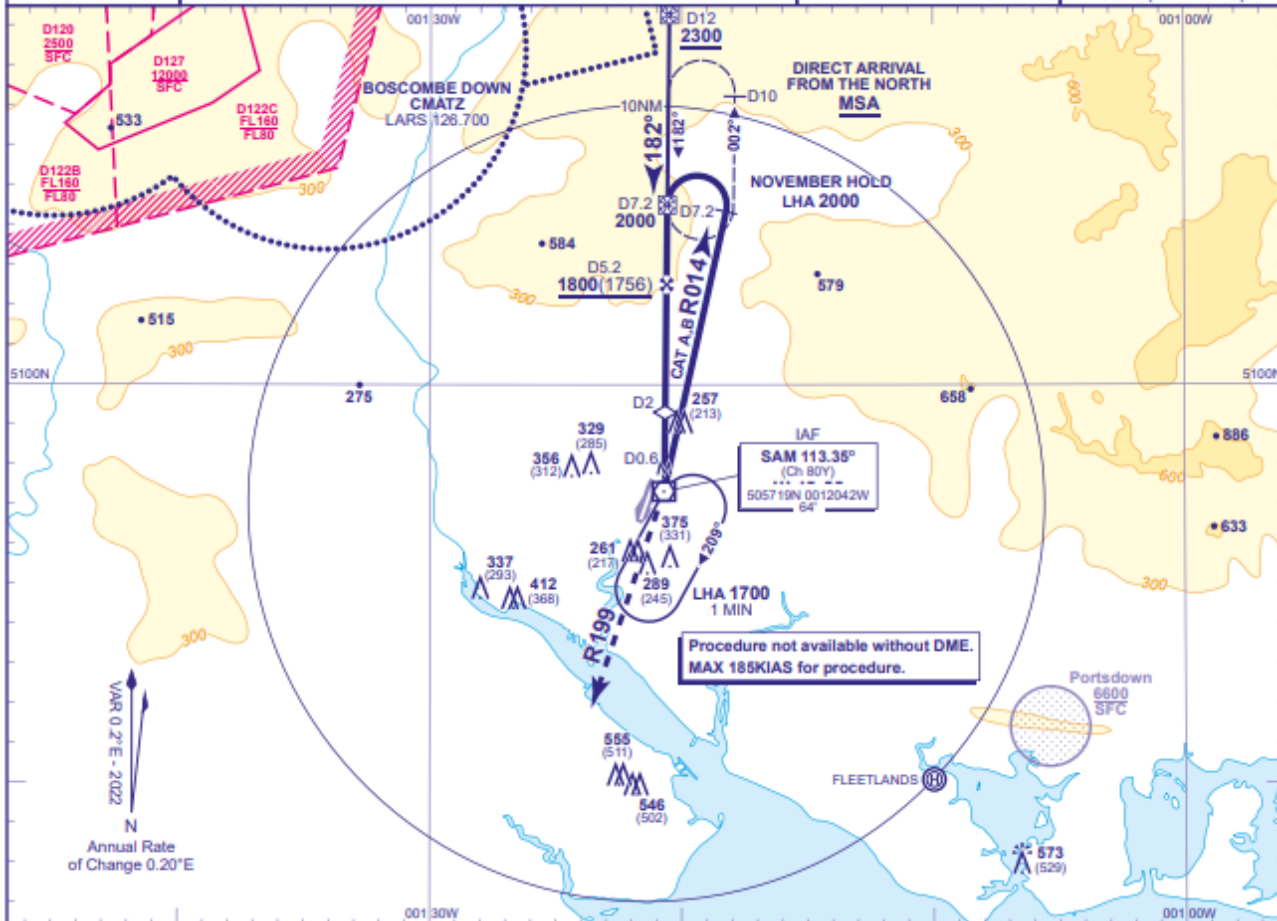 001 30W
D12
2300
001 00W
D120
2500
SFC
D127
12000
SFC
BOSCOMBE DOWN
CMATZ
LARS 126.700
DIRECT ARRIVAL
FROM THE NORTH
MSA
D10
10NM
600
533
D122C
FL160
FL80
182°
182°
002°
300
D122B
FL160
FL80
300
NOVEMBER HOLD
LHA 2000
D7.2
2000
D7.2
584
D5.2
1800(1756)
300
579
515
300
CAT A,B R014
5100N
5100N
275
658
D2
257
(213)
329
(285)
356
(312)
D0.6
IAF
SAM 113.35°
(Ch 80Y)
505719N 0012042W
64'
886
600
375
(331)
633
209°
261
(217)
337
(293)
412
(368)
289
(245)
LHA 1700
1 MIN
300
300
R199
Procedure not available without DME.
MAX 185KIAS for procedure.
Portsdown
6600
SFC
VAR 0.2°E - 2022
N
Annual Rate
of Change 0.20°E
555
(511)
546
(502)
FLEETLANDS
H
573
(529)
001 30W
001 00W